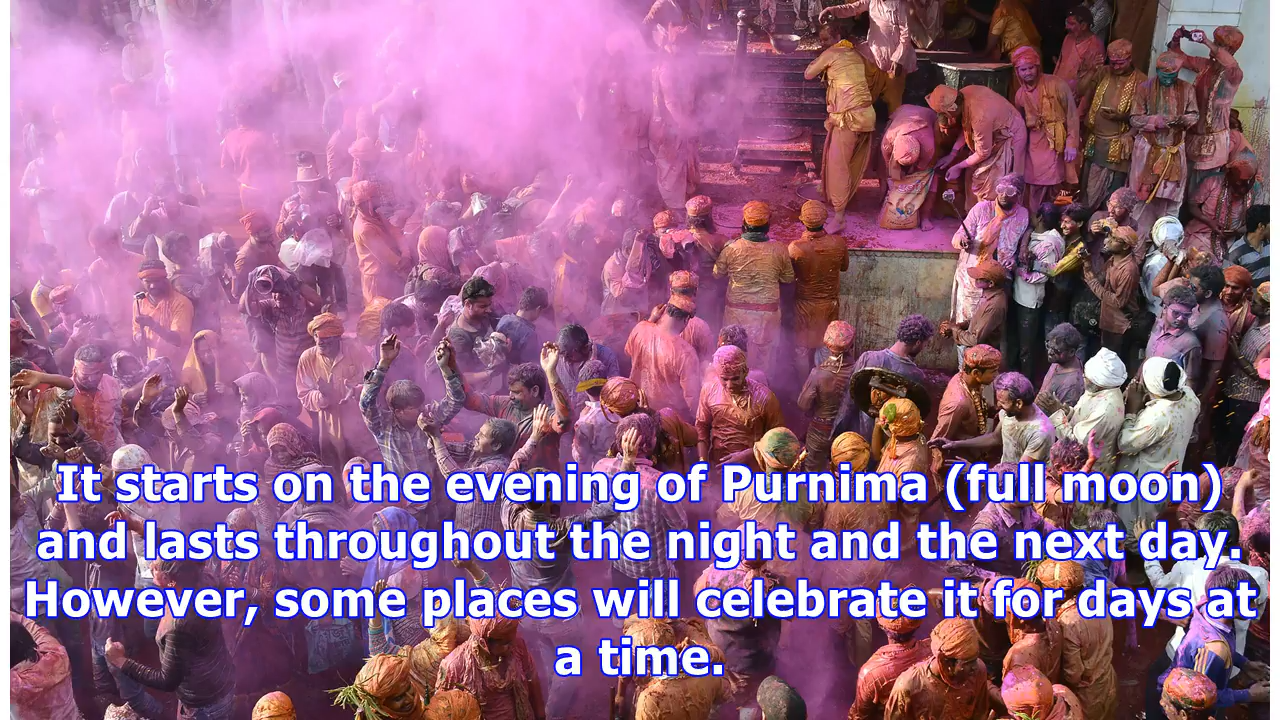 It starts on the evening of Purnima (full moon)
and lasts throughout the night and the next day.
However, some places will celebrate it for days at
a time.